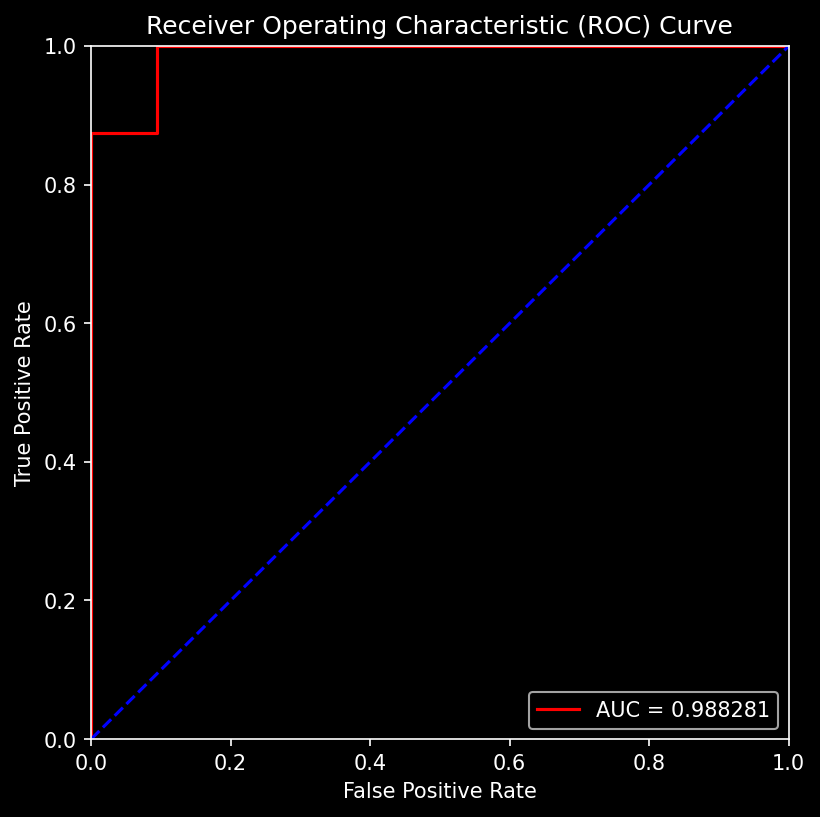 Receiver Operating Characteristic (ROC) Curve
1.0
0.8
0.6
0.4
0.2
0.0
True Positive Rate
AUC = 0.988281
0.0 0.2 0.4 0.6 0.8 1.0
False Positive Rate